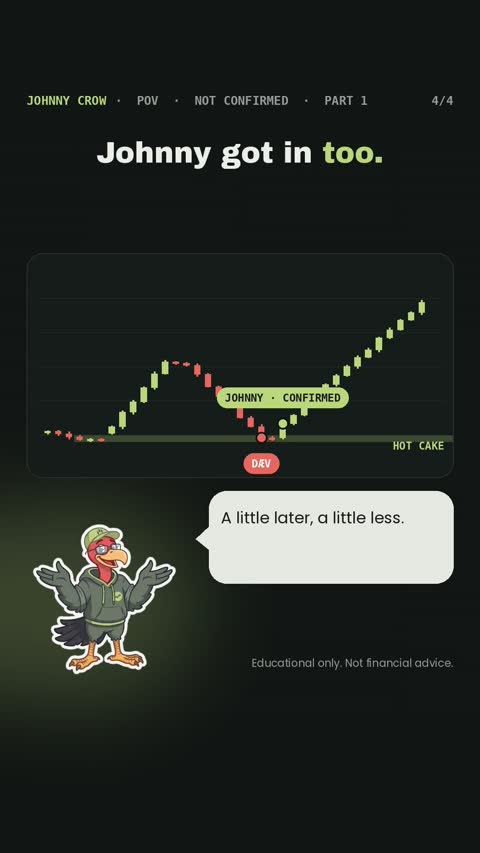 JOHNNY CROW · POV · NOT CONFIRMED · PART 1 4/4
Johnny got in too.
JOHNNY · CONFIRMED
HOT CAKE
DÆV
A little later, a little less.
Educational only. Not financial advice.